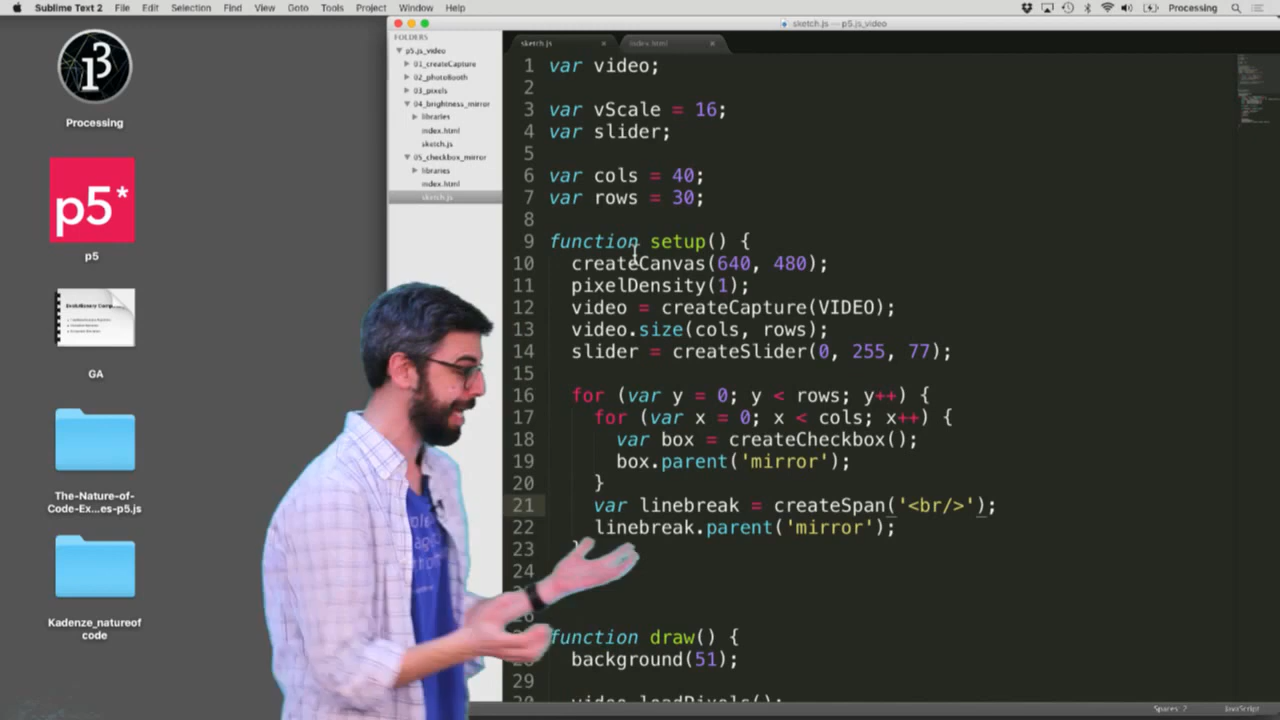 Sublime Text 2 File Edit Selection Find View Goto Tools Project Window Help Processing
sketch.js — p5.js_video
Processing
p5*
p5
GA
The-Nature-of-
Code-Ex...es-p5.js
Kadenze_natureof
code
FOLDERS
p5.js_video
01_createCapture
02_photoBooth
03_pixels
04_brightness_mirror
libraries
index.html
sketch.js
05_checkbox_mirror
libraries
index.html
sketch.js
sketch.js index.html
1 var video;
2
3 var vScale = 16;
4 var slider;
5
6 var cols = 40;
7 var rows = 30;
8
9 function setup() {
10 createCanvas(640, 480);
11 pixelDensity(1);
12 video = createCapture(VIDEO);
13 video.size(cols, rows);
14 slider = createSlider(0, 255, 77);
15
16 for (var y = 0; y < rows; y++) {
17 for (var x = 0; x < cols; x++) {
18 var box = createCheckbox();
19 box.parent('mirror');
20 }
21 var linebreak = createSpan('<br/>');
22 linebreak.parent('mirror');
23 }
24
function draw() {
background(51);
29
video.loadPixels();
Spaces: 2 JavaScript